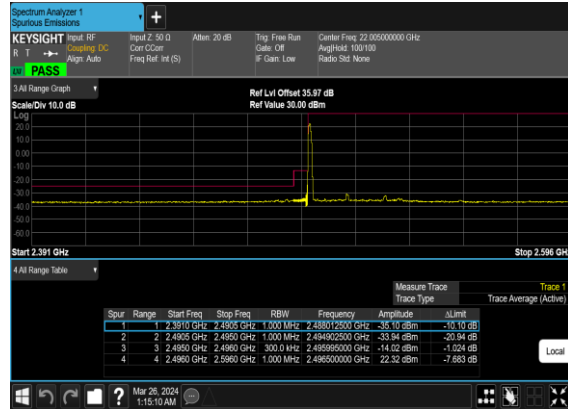 Spectrum Analyzer 1
Spurious Emissions
KEYSIGHT Input: RF Input Z: 50 Ω Atten: 20 dB Trig: Free Run Center Freq: 22.005000000 GHz
R T Coupling: DC Corr CCorr Gate: Off Avg|Hold: 100/100
Align: Auto Freq Ref: Int (S) IF Gain: Low Radio Std: None
PASS
3 All Range Graph
Ref Lvl Offset 35.97 dB
Scale/Div 10.0 dB Ref Value 30.00 dBm
Log
20.0
10.0
0.00
-10.0
-20.0
-30.0
-40.0
-50.0
-60.0
Start 2.391 GHz Stop 2.596 GHz
4 All Range Table
Measure Trace Trace 1
Trace Type Trace Average (Active)
Spur Range Start Freq Stop Freq RBW Frequency Amplitude ΔLimit
1 1 2.3910 GHz 2.4905 GHz 1.000 MHz 2.488012500 GHz -35.10 dBm -10.10 dB
2 2 2.4905 GHz 2.4950 GHz 1.000 MHz 2.494902500 GHz -33.94 dBm -20.94 dB
3 3 2.4950 GHz 2.4960 GHz 300.0 kHz 2.495995000 GHz -14.02 dBm -1.024 dB
4 4 2.4960 GHz 2.5960 GHz 1.000 MHz 2.496500000 GHz 22.32 dBm -7.683 dB
Local
? Mar 26, 2024
1:15:10 AM